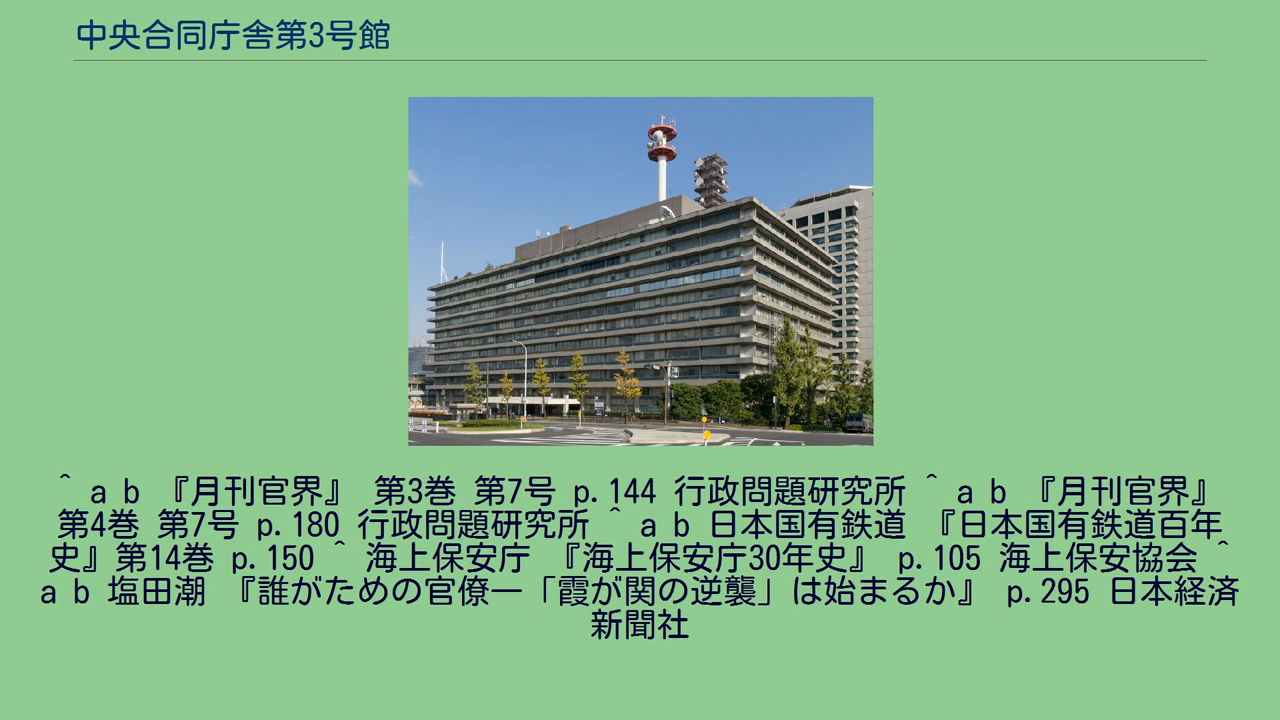 中央合同庁舎第3号館
^ a b 『月刊官界』 第3巻 第7号 p.144 行政問題研究所 ^ a b 『月刊官界』
第4巻 第7号 p.180 行政問題研究所 ^ a b 日本国有鉄道 『日本国有鉄道百年
史』第14巻 p.150 ^ 海上保安庁 『海上保安庁30年史』 p.105 海上保安協会 ^
a b 塩田潮 『誰がための官僚―「霞が関の逆襲」は始まるか』 p.295 日本経済
新聞社